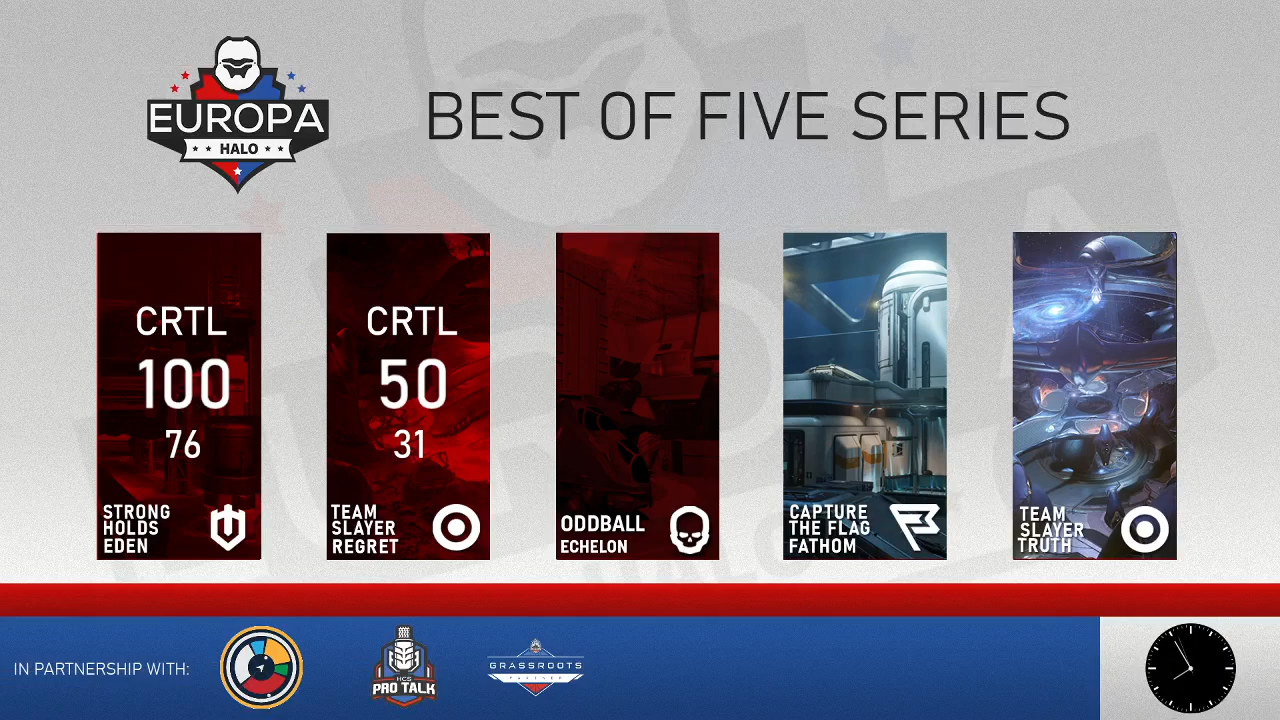 EUROPA
HALO
BEST OF FIVE SERIES
CRTL
100
76
STRONG
HOLDS
EDEN
CRTL
50
31
TEAM
SLAYER
REGRET
ODDBALL
ECHELON
CAPTURE
THE FLAG
FATHOM
TEAM
SLAYER
TRUTH
IN PARTNERSHIP WITH:
HCS
PRO TALK
GRASSROOTS
PARTNER